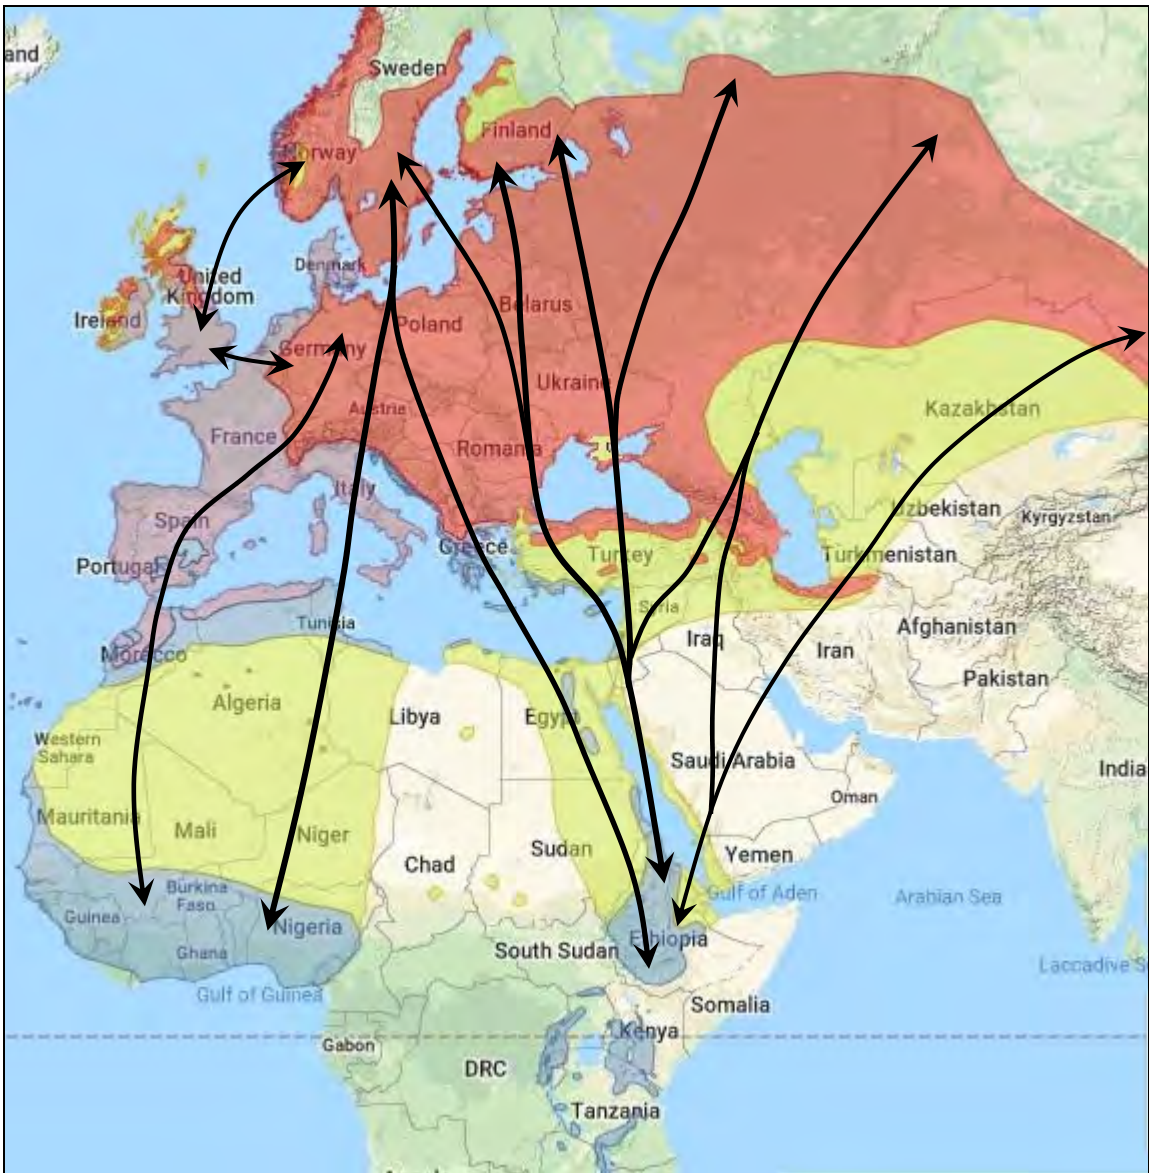 and
Sweden
Finland
Norway
Denmark
United
Kingdom
Ireland
Belarus
Poland
Germany
Ukraine
Austria
Kazakhstan
France
Romania
Italy
Uzbekistan
Kyrgyzstan
Spain
Greece
Turkey
Turkmenistan
Portugal
Syria
Tunisia
Afghanistan
Iraq
Iran
Morocco
Pakistan
Algeria
Libya
Egypt
Western
Sahara
Saudi Arabia
India
Oman
Mauritania
Mali
Niger
Sudan
Chad
Yemen
Burkina
Faso
Gulf of Aden
Arabian Sea
Guinea
Nigeria
Ethiopia
Ghana
South Sudan
Laccadive S
Gulf of Guinea
Somalia
Kenya
Gabon
DRC
Tanzania